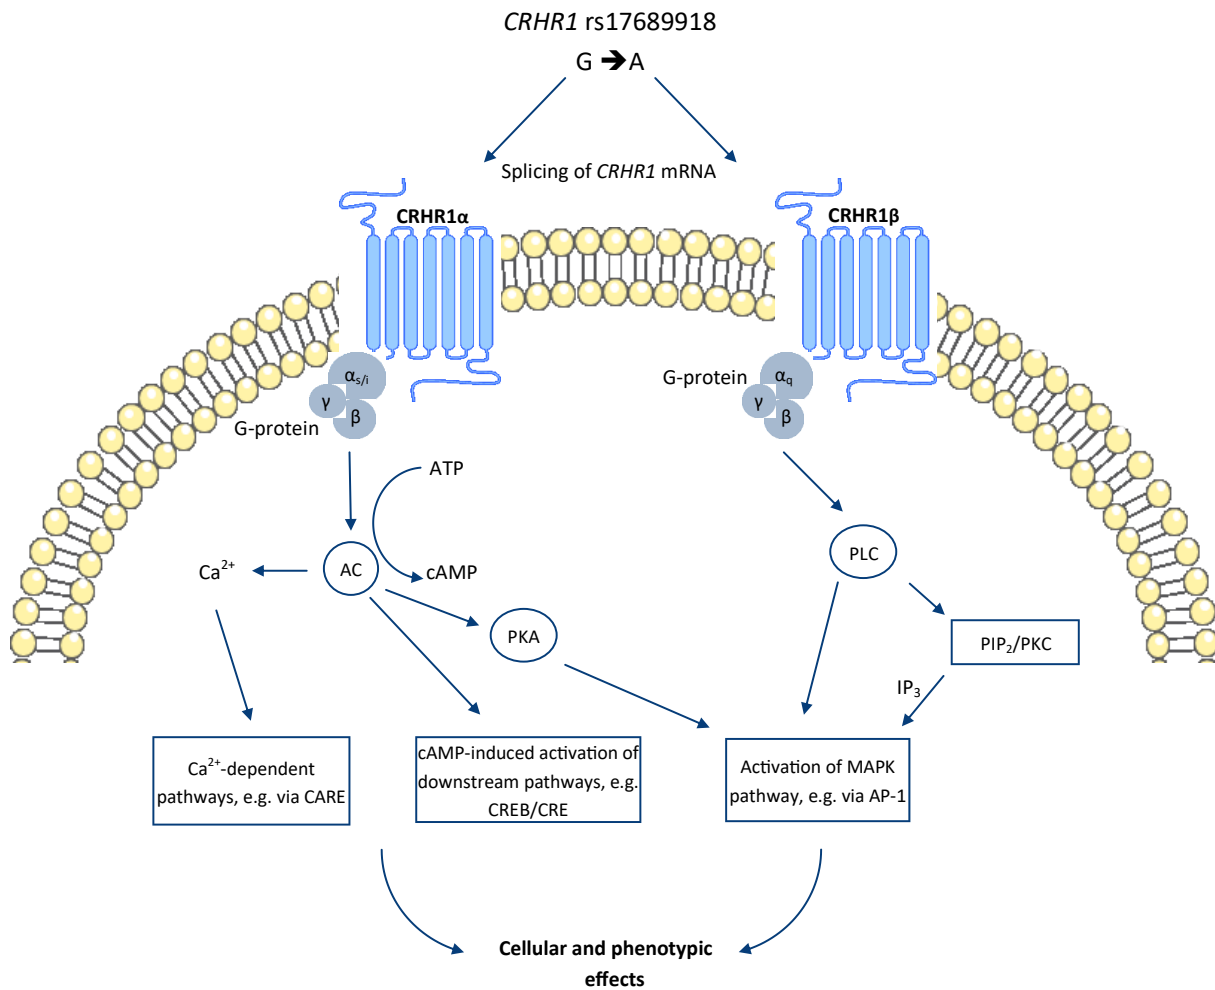 CRHR1 rs17689918
G ➔ A
Splicing of CRHR1 mRNA
CRHR1α
CRHR1β
αs/i
γ
β
G-protein
G-protein
αq
γ
β
ATP
cAMP
AC
Ca²⁺
PKA
PLC
PIP₂/PKC
IP₃
Ca²⁺-dependent
pathways, e.g. via CARE
cAMP-induced activation of
downstream pathways, e.g.
CREB/CRE
Activation of MAPK
pathway, e.g. via AP-1
Cellular and phenotypic
effects